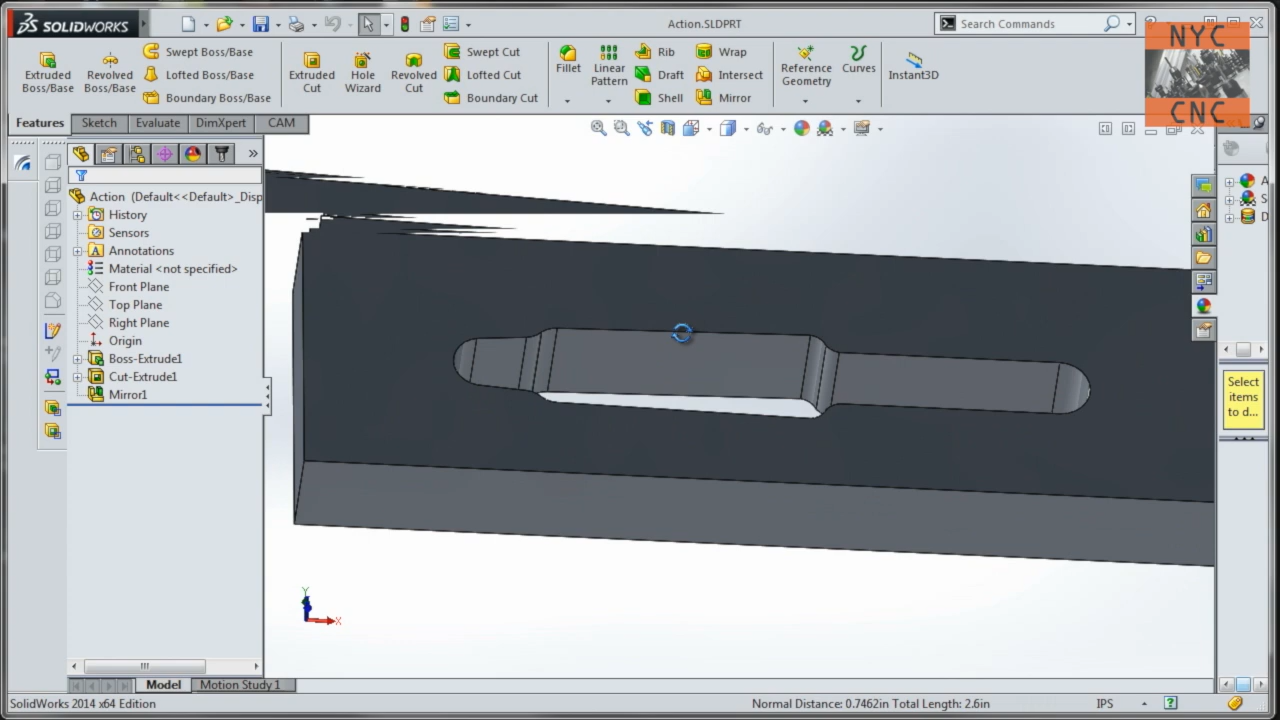 SOLIDWORKS
Action.SLDPRT
Search Commands
NYC
CNC
Extruded Boss/Base
Revolved Boss/Base
Swept Boss/Base
Lofted Boss/Base
Boundary Boss/Base
Extruded Cut
Hole Wizard
Revolved Cut
Swept Cut
Lofted Cut
Boundary Cut
Fillet
Linear Pattern
Rib
Draft
Shell
Wrap
Intersect
Mirror
Reference Geometry
Curves
Instant3D
Features
Sketch
Evaluate
DimXpert
CAM
Action (Default<<Default>_Disp
History
Sensors
Annotations
Material <not specified>
Front Plane
Top Plane
Right Plane
Origin
Boss-Extrude1
Cut-Extrude1
Mirror1
Y
X
A
S
D
Select
items
to d...
Model
Motion Study 1
SolidWorks 2014 x64 Edition
Normal Distance: 0.7462in Total Length: 2.6in
IPS